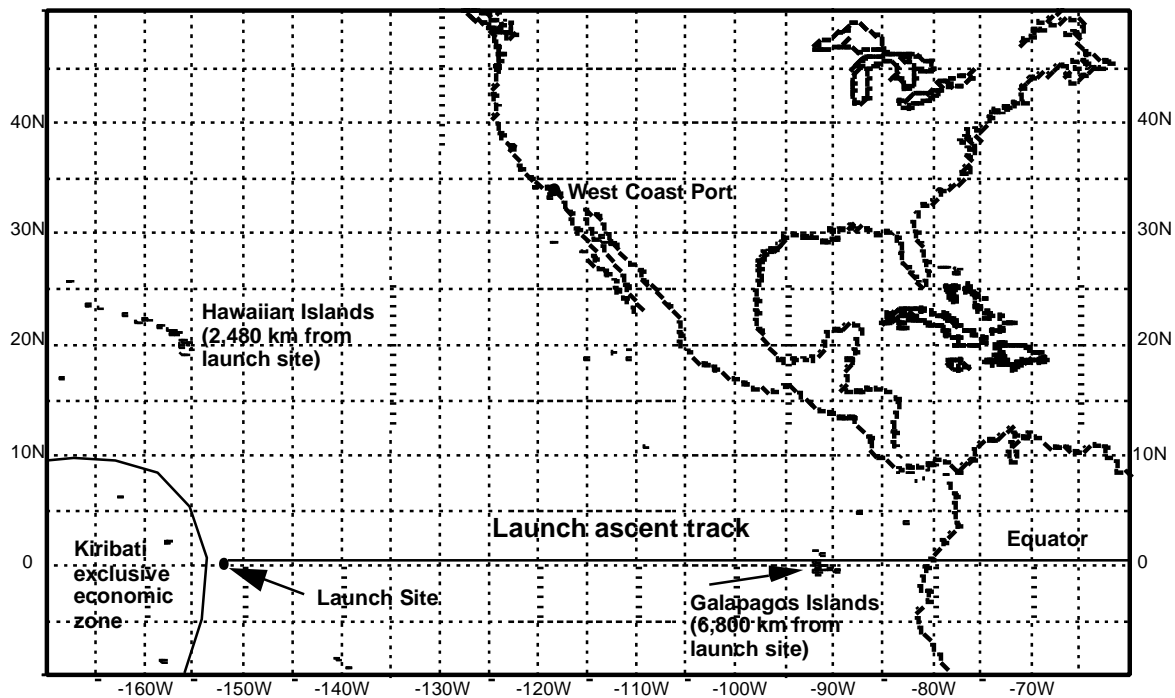 40N
40N
West Coast Port
30N
30N
Hawaiian Islands
(2,480 km from
launch site)
20N
20N
10N
10N
Launch ascent track
Equator
Kiribati
exclusive
economic
zone
0
0
Launch Site
Galapagos Islands
(6,800 km from
launch site)
-160W
-150W
-140W
-130W
-120W
-110W
-100W
-90W
-80W
-70W